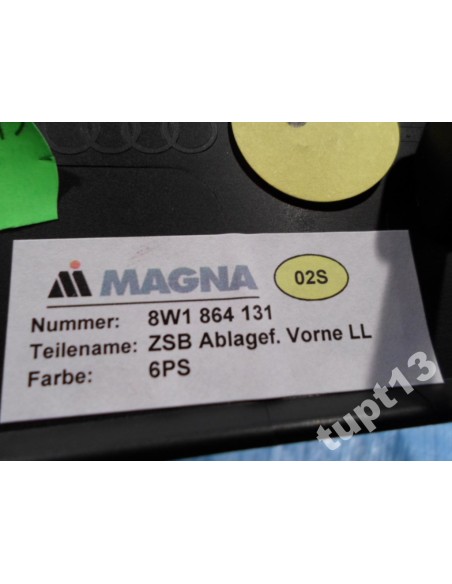 MAGNA
02S
Nummer: 8W1 864 131
Teilename: ZSB Ablagef. Vorne LL
Farbe: 6PS
tupt13